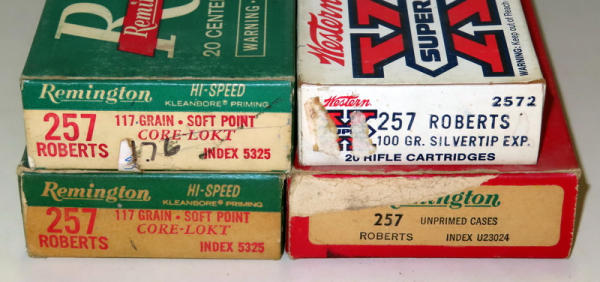 R
Remington
20 CENTE
WARNING
Remington HI-SPEED
KLEANBORE® PRIMING
257 117-GRAIN • SOFT POINT
ROBERTS CORE-LOKT
176
INDEX 5325
Western
X
SUPER
WARNING: Keep out of Reach
Western
2572
257 ROBERTS
100 GR. SILVERTIP EXP.
20 RIFLE CARTRIDGES
Remington HI-SPEED
KLEANBORE® PRIMING
257 117 GRAIN • SOFT POINT
ROBERTS CORE-LOKT
INDEX 5325
mington
257 UNPRIMED CASES
ROBERTS INDEX U23024